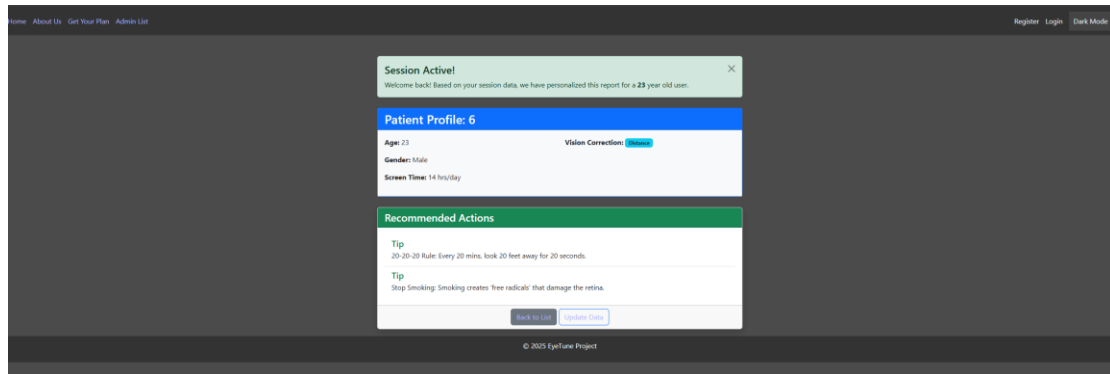 Home About Us Get Your Plan Admin List Register Login Dark Mode
Session Active!
Welcome back! Based on your session data, we have personalized this report for a 23 year old user.
Patient Profile: 6
Age: 23 Vision Correction: Distance
Gender: Male
Screen Time: 14 hrs/day
Recommended Actions
Tip
20-20-20 Rule: Every 20 mins, look 20 feet away for 20 seconds.
Tip
Stop Smoking: Smoking creates 'free radicals' that damage the retina.
Back to List Update Data
© 2025 EyeTune Project